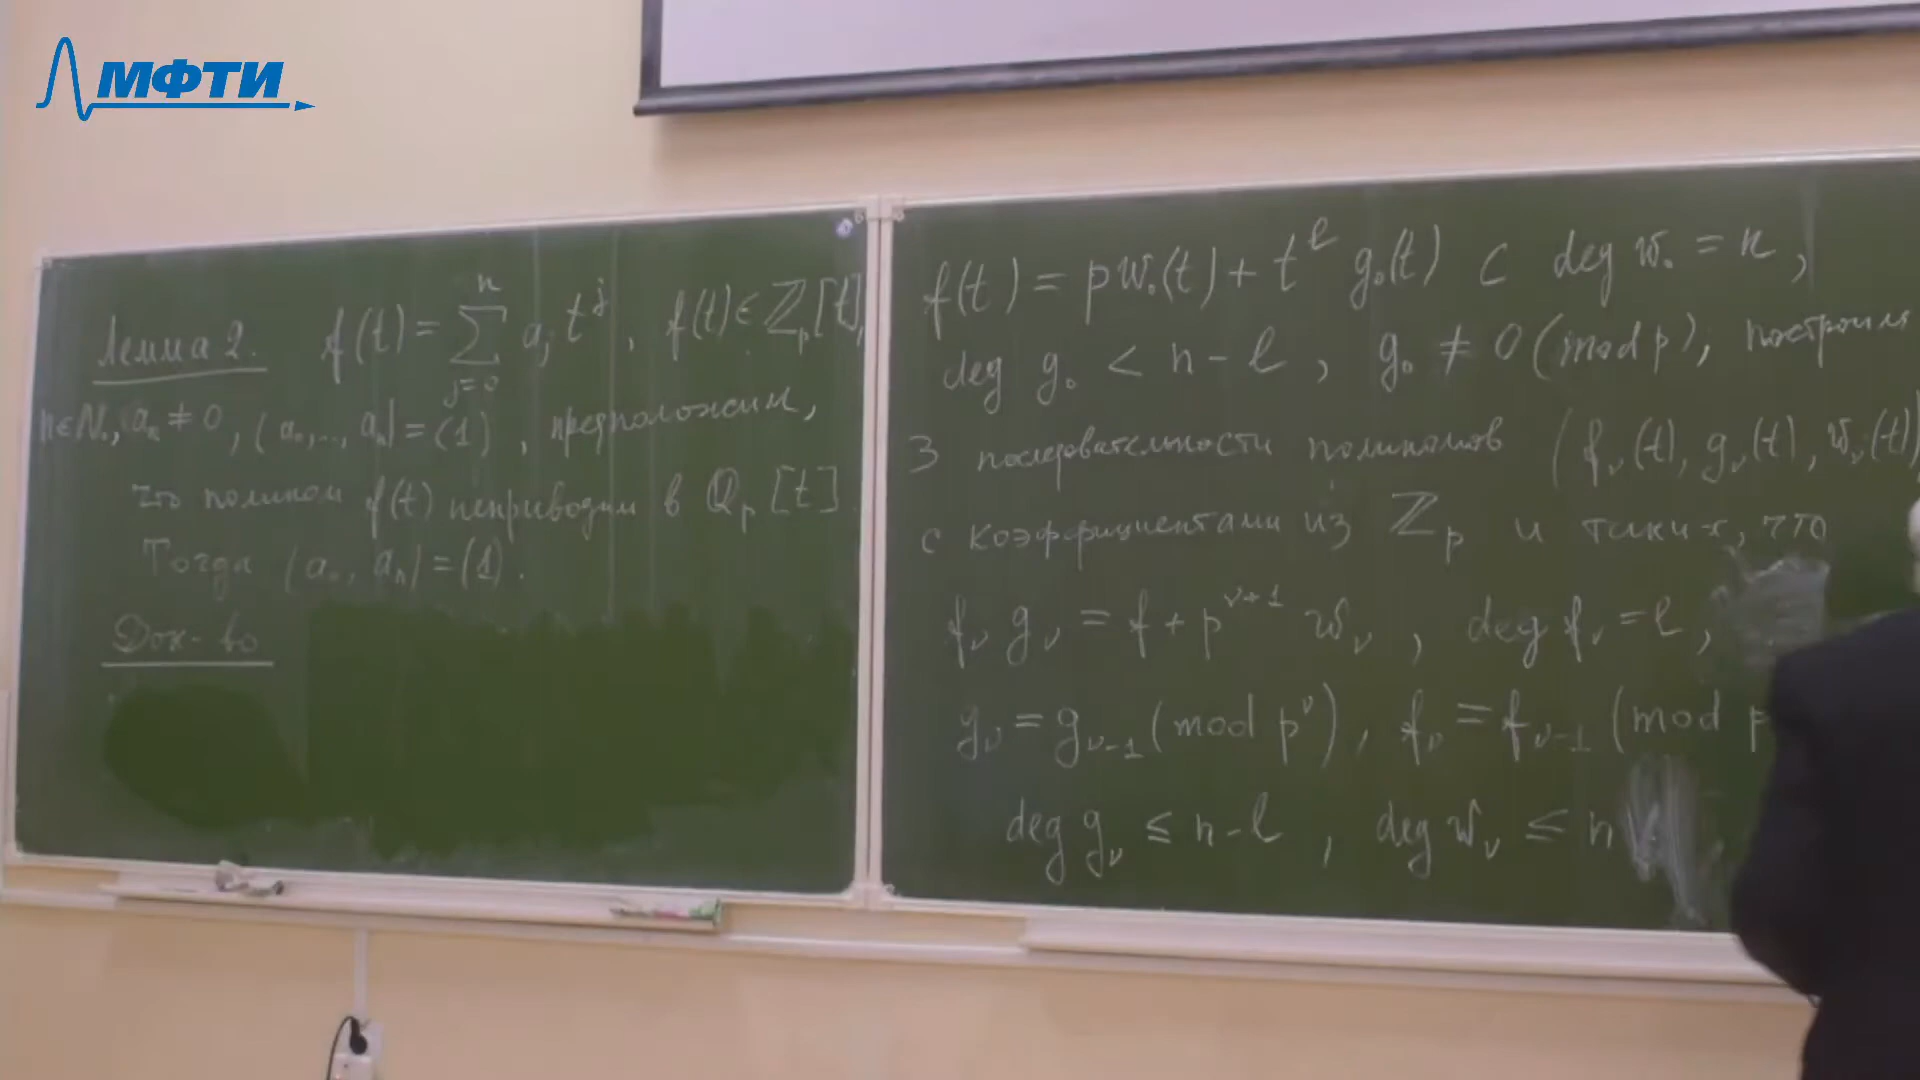 МФТИ
Лемма 2. f(t) = ∑_{j=0}^{n} a_j t^j, f(t) ∈ ℤ_p[t],
n∈N., a_n ≠ 0, (a_0,..., a_n) = (1), предположим,
что полином f(t) неприводим в ℚ_p[t].
Тогда (a_0, a_n) = (1).
Док-во
f(t) = p w_0(t) + t^l g_0(t) с deg w_0 = n,
deg g_0 < n - l, g_0 ≠ 0 (mod p), построим
∃ последовательности полиномов (f_ν(t), g_ν(t), w_ν(t))
с коэффициентами из ℤ_p и таких, что
f_ν g_ν = f + p^{ν+1} w_ν, deg f_ν = l,
g_ν = g_{ν-1} (mod p^ν), f_ν = f_{ν-1} (mod p
deg g_ν ≤ n - l, deg w_ν ≤ n